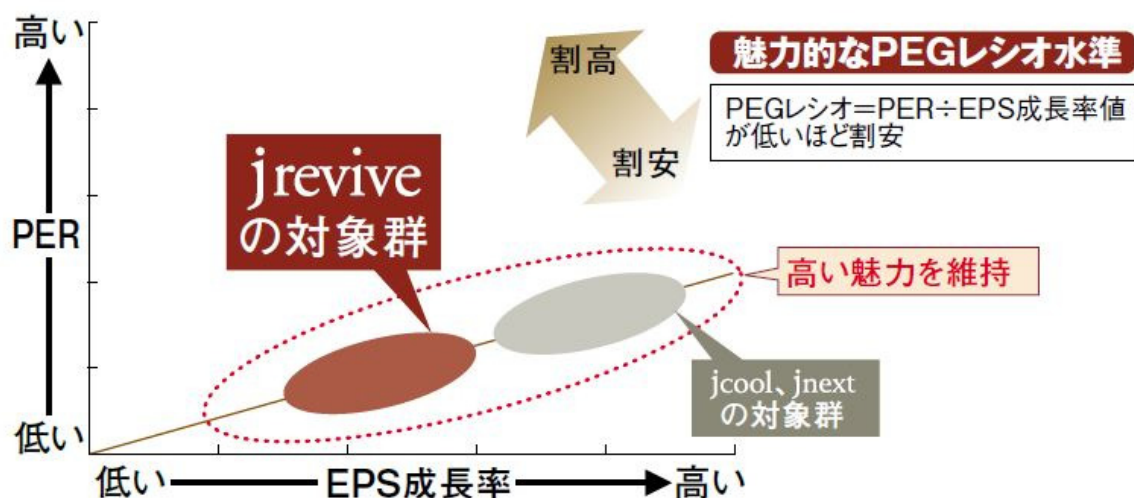 高い
PER
低い
割高
割安
魅力的なPEGレシオ水準
PEGレシオ＝PER÷EPS成長率値
が低いほど割安
jrevive
の対象群
高い魅力を維持
jcool、jnext
の対象群
低い
EPS成長率
高い